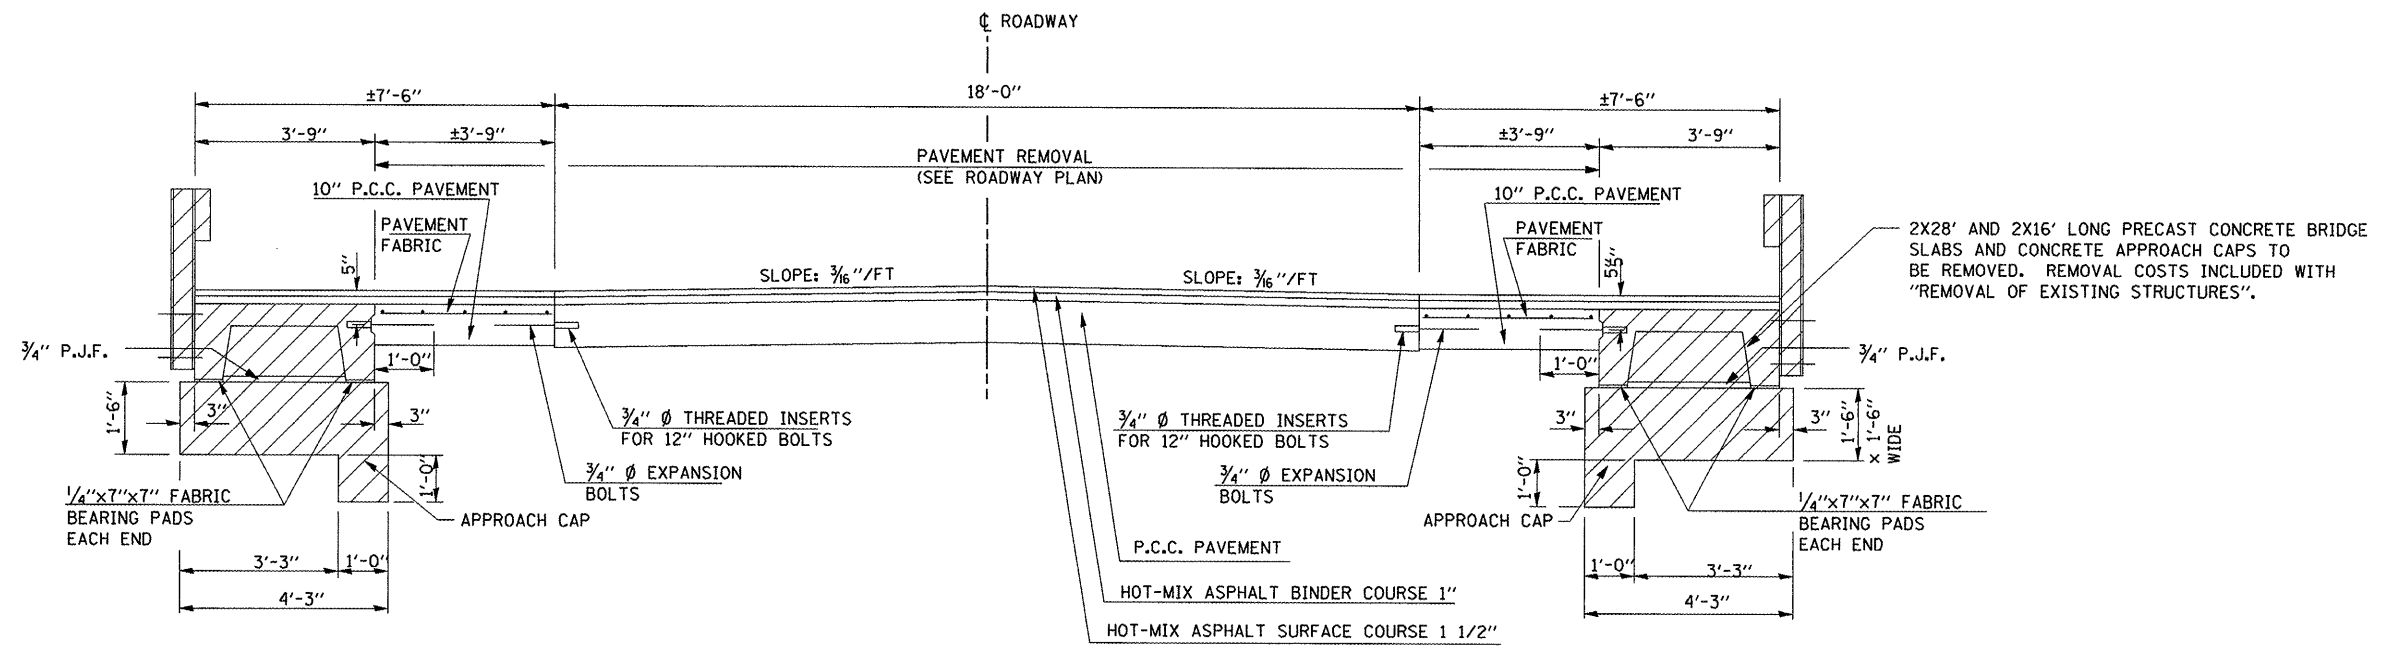 ℄ ROADWAY
±7'-6" 18'-0" ±7'-6"
3'-9" ±3'-9" ±3'-9" 3'-9"
PAVEMENT REMOVAL
(SEE ROADWAY PLAN)
10" P.C.C. PAVEMENT
PAVEMENT
FABRIC
10" P.C.C. PAVEMENT
PAVEMENT
FABRIC
2X28' AND 2X16' LONG PRECAST CONCRETE BRIDGE
SLABS AND CONCRETE APPROACH CAPS TO
BE REMOVED. REMOVAL COSTS INCLUDED WITH
"REMOVAL OF EXISTING STRUCTURES".
5"
SLOPE: 3/16"/FT
SLOPE: 3/16"/FT
3/4" P.J.F.
1'-0"
1'-0"
3/4" P.J.F.
1'-6"
3"
3"
3"
3"
1'-6"
x 1'-6"
WIDE
3/4" Ø THREADED INSERTS
FOR 12" HOOKED BOLTS
3/4" Ø THREADED INSERTS
FOR 12" HOOKED BOLTS
3/4" Ø EXPANSION
BOLTS
3/4" Ø EXPANSION
BOLTS
1'-0"
1'-0"
1/4"x7"x7" FABRIC
BEARING PADS
EACH END
APPROACH CAP
APPROACH CAP
1/4"x7"x7" FABRIC
BEARING PADS
EACH END
P.C.C. PAVEMENT
3'-3" 1'-0"
1'-0" 3'-3"
4'-3"
4'-3"
HOT-MIX ASPHALT BINDER COURSE 1"
HOT-MIX ASPHALT SURFACE COURSE 1 1/2"